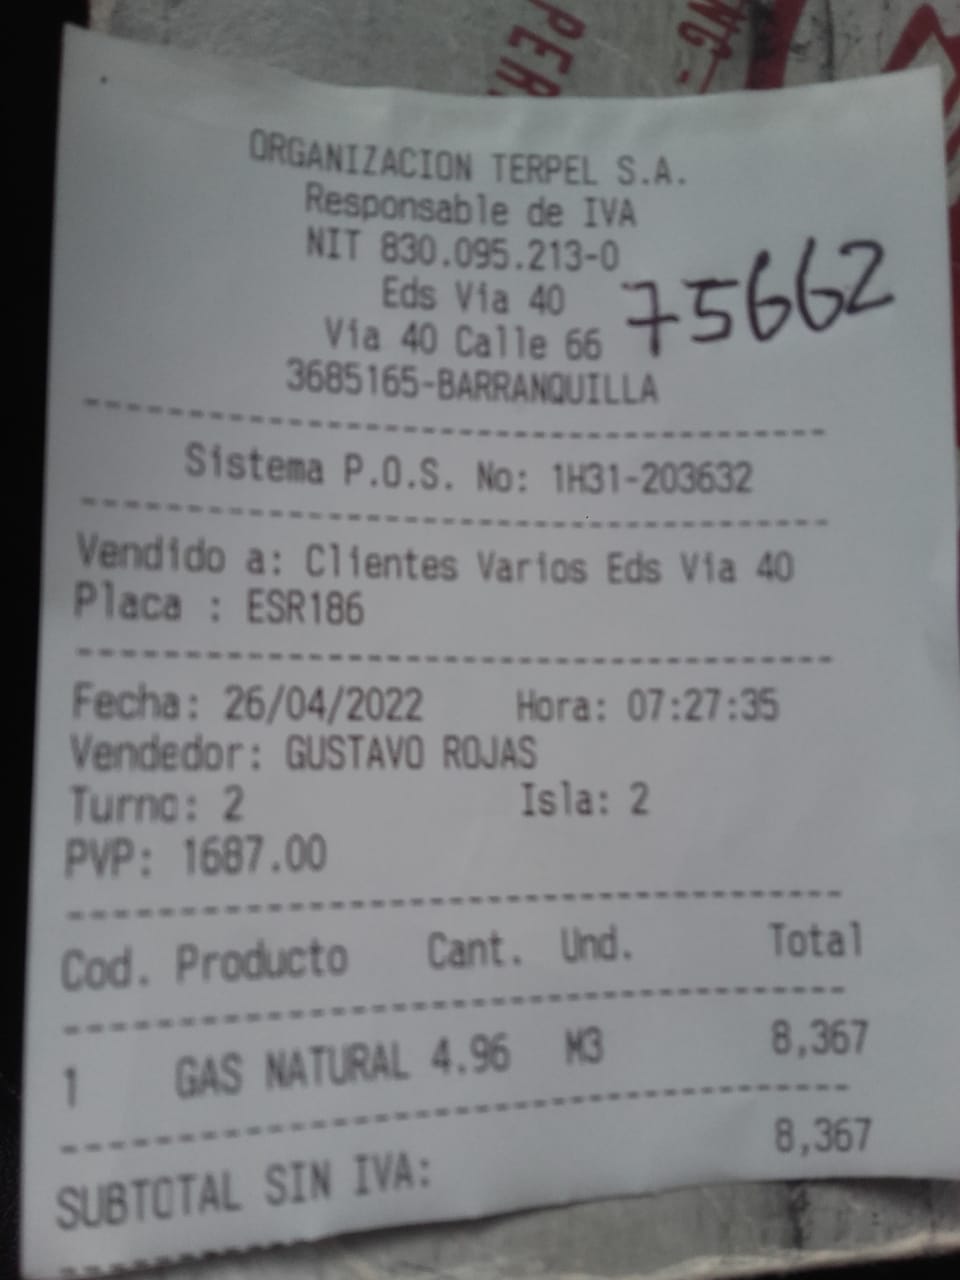 PER
ORGANIZACION TERPEL S.A.
Responsable de IVA
NIT 830.095.213-0
Eds Via 40
75662
Via 40 Calle 66
3685165-BARRANQUILLA
Sistema P.O.S. No: 1H31-203632
Vendido a: Clientes Varios Eds Via 40
Placa : ESR186
Fecha: 26/04/2022 Hora: 07:27:35
Vendedor: GUSTAVO ROJAS
Turno: 2 Isla: 2
PVP: 1687.00
Cod. Producto Cant. Und. Total
1 GAS NATURAL 4.96 M3 8,367
SUBTOTAL SIN IVA: 8,367